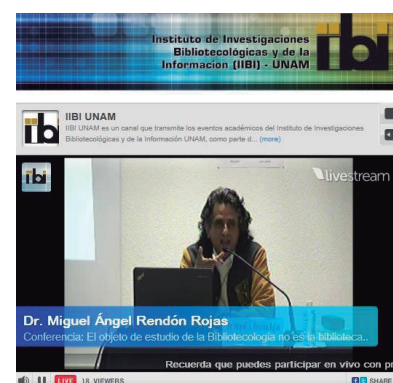 Instituto de Investigaciones
Bibliotecológicas y de la
Informacion (IIBI) - UNAM
iibi
IIBI UNAM
IIBI UNAM es un canal que transmite los eventos académicos del Instituto de Investigaciones
Bibliotecológicas y de la Información UNAM, como parte d... (more)
iibi
livestream
Dr. Miguel Ángel Rendón Rojas
Conferencia: El objeto de estudio de la Bibliotecología no es la biblioteca..
Recuerda que puedes participar en vivo con pr
LIVE 18 VIEWERS
SHARE